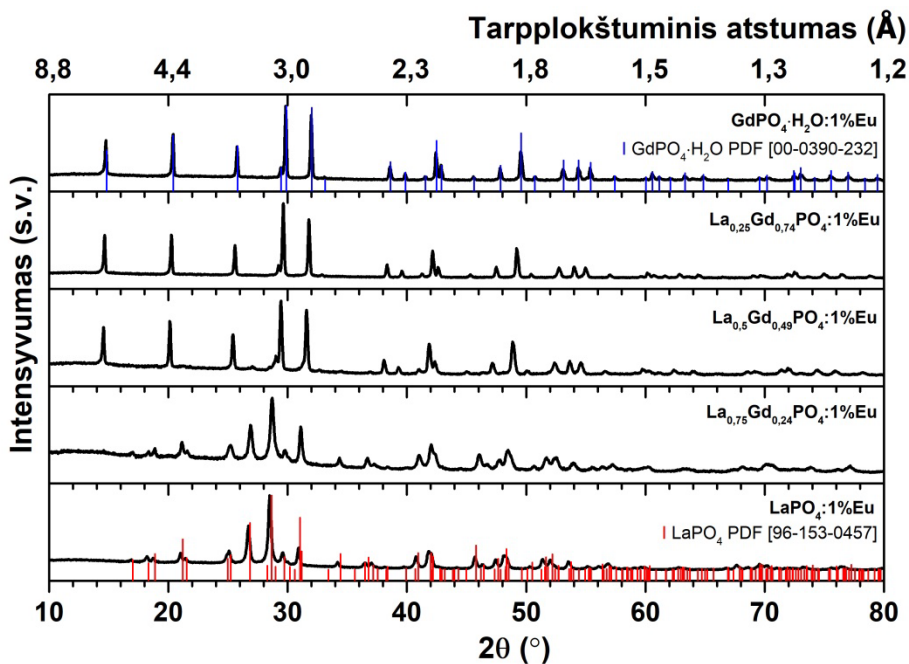 Tarpplokštuminis atstumas (Å)
8,8 4,4 3,0 2,3 1,8 1,5 1,3 1,2
Intensyvumas (s.v.)
GdPO₄·H₂O:1%Eu
GdPO₄·H₂O PDF [00-0390-232]
La₀,₂₅Gd₀,₇₄PO₄:1%Eu
La₀,₅Gd₀,₄₉PO₄:1%Eu
La₀,₇₅Gd₀,₂₄PO₄:1%Eu
LaPO₄:1%Eu
LaPO₄ PDF [96-153-0457]
10 20 30 40 50 60 70 80
2θ (°)